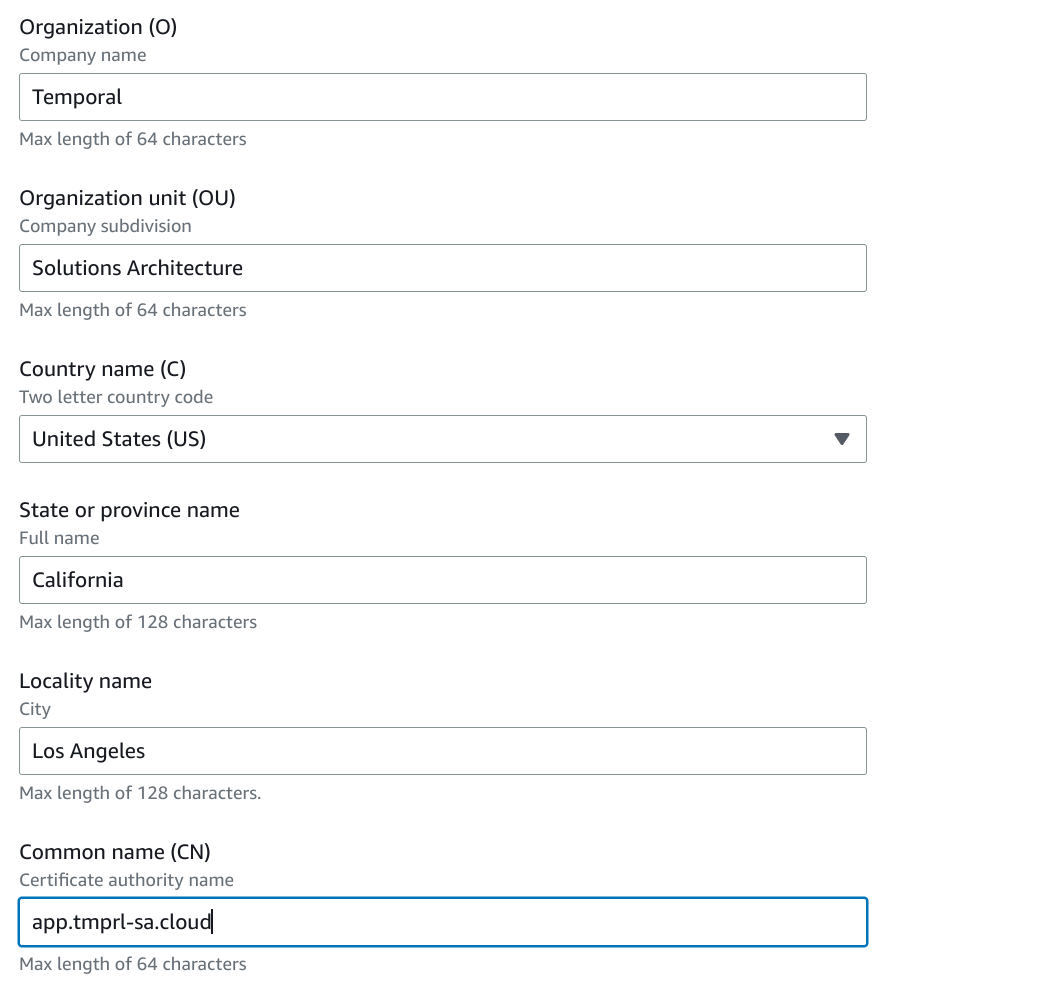 Organization (O)
Company name
Temporal
Max length of 64 characters
Organization unit (OU)
Company subdivision
Solutions Architecture
Max length of 64 characters
Country name (C)
Two letter country code
United States (US)
State or province name
Full name
California
Max length of 128 characters
Locality name
City
Los Angeles
Max length of 128 characters.
Common name (CN)
Certificate authority name
app.tmprl-sa.cloud
Max length of 64 characters